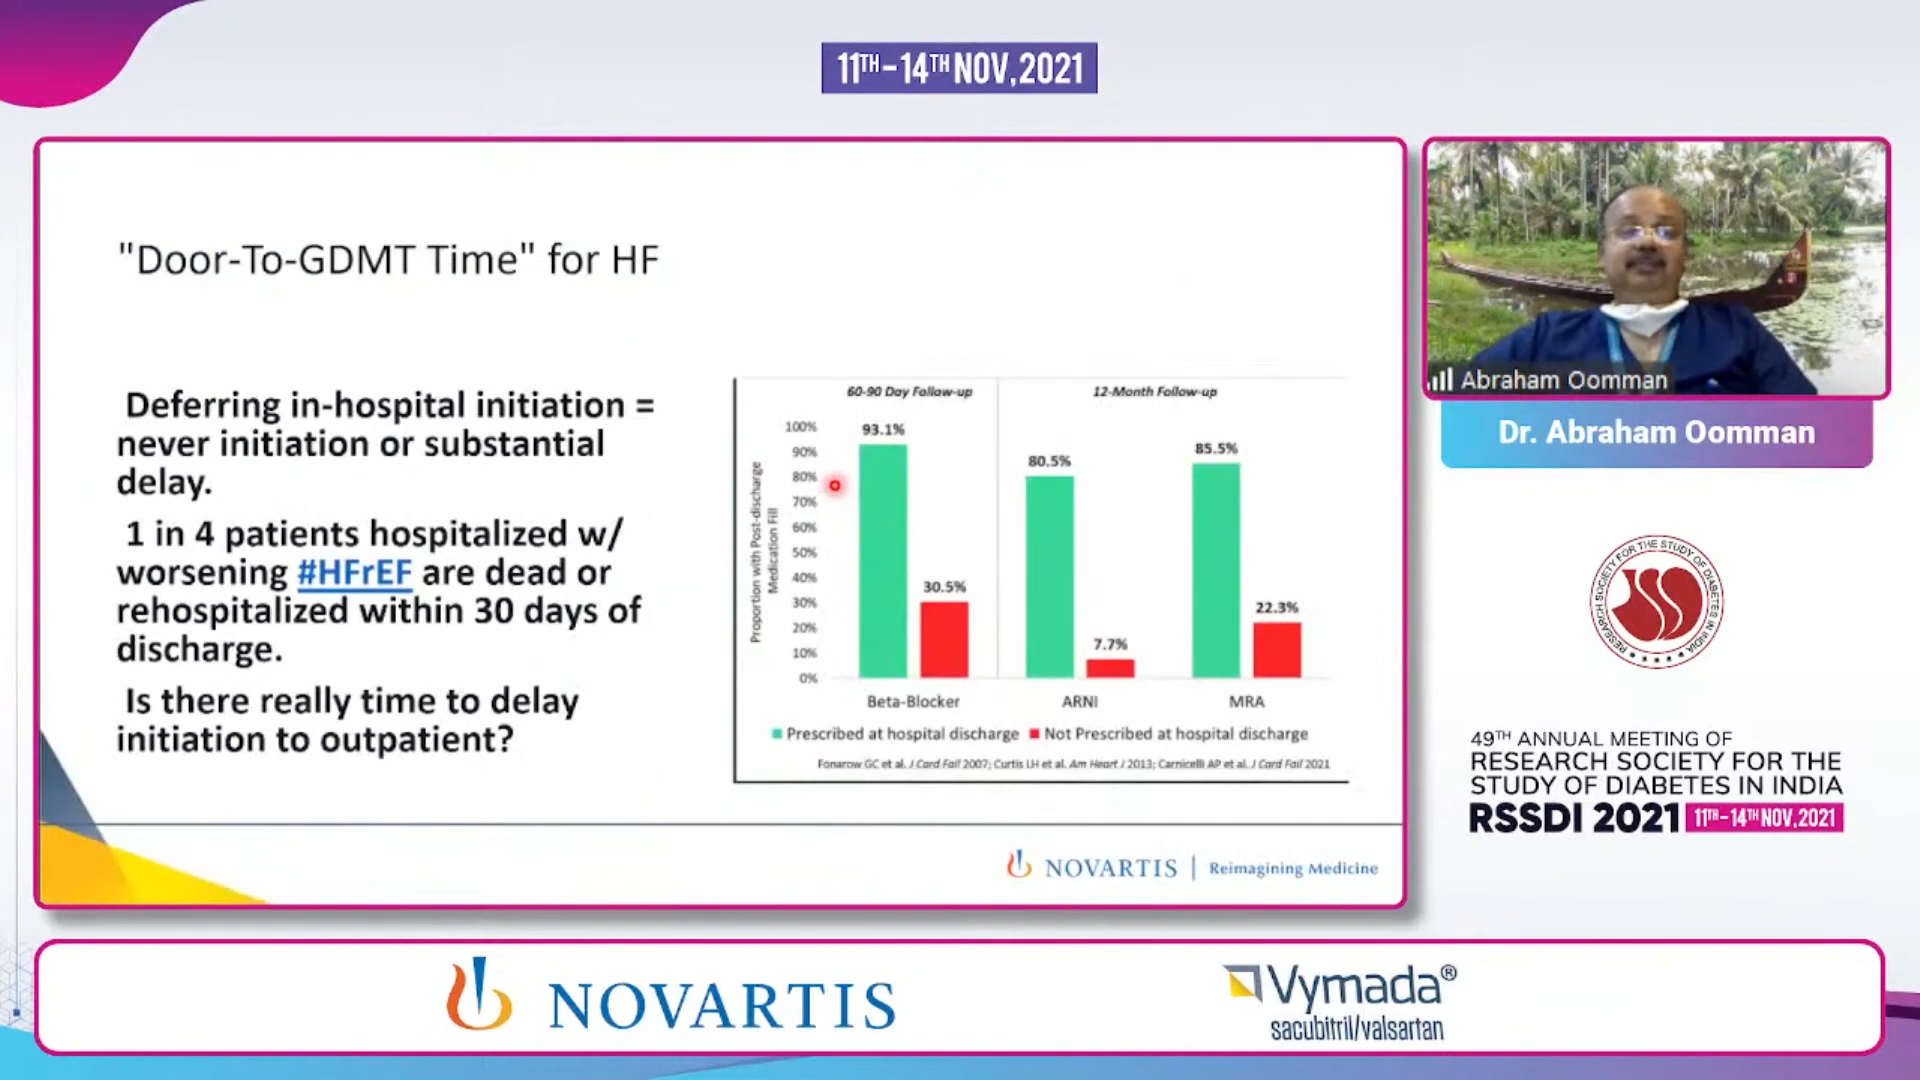 11TH-14TH NOV, 2021
"Door-To-GDMT Time" for HF
Deferring in-hospital initiation =
never initiation or substantial
delay.
1 in 4 patients hospitalized w/
worsening #HFrEF are dead or
rehospitalized within 30 days of
discharge.
Is there really time to delay
initiation to outpatient?
60-90 Day Follow-up
12-Month Follow-up
Proportion with Post-discharge
Medication Fill
100%
90%
80%
70%
60%
50%
40%
30%
20%
10%
0%
93.1%
30.5%
80.5%
7.7%
85.5%
22.3%
Beta-Blocker
ARNI
MRA
Prescribed at hospital discharge
Not Prescribed at hospital discharge
Fonarow GC et al. J Card Fail 2007; Curtis LH et al. Am Heart J 2013; Carnicelli AP et al. J Card Fail 2021
NOVARTIS | Reimagining Medicine
Abraham Oomman
Dr. Abraham Oomman
RESEARCH SOCIETY FOR THE STUDY OF DIABETES IN INDIA
49TH ANNUAL MEETING OF
RESEARCH SOCIETY FOR THE
STUDY OF DIABETES IN INDIA
RSSDI 2021 11TH-14TH NOV, 2021
NOVARTIS
Vymada®
sacubitril/valsartan